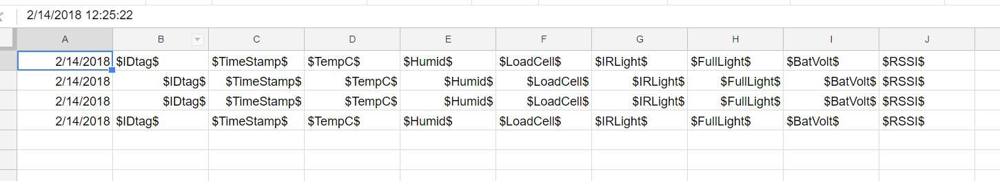 2/14/2018 12:25:22
A B C D E F G H I J
2/14/2018 $IDtag$ $TimeStamp$ $TempC$ $Humid$ $LoadCell$ $IRLight$ $FullLight$ $BatVolt$ $RSSI$
2/14/2018 $IDtag$ $TimeStamp$ $TempC$ $Humid$ $LoadCell$ $IRLight$ $FullLight$ $BatVolt$ $RSSI$
2/14/2018 $IDtag$ $TimeStamp$ $TempC$ $Humid$ $LoadCell$ $IRLight$ $FullLight$ $BatVolt$ $RSSI$
2/14/2018 $IDtag$ $TimeStamp$ $TempC$ $Humid$ $LoadCell$ $IRLight$ $FullLight$ $BatVolt$ $RSSI$